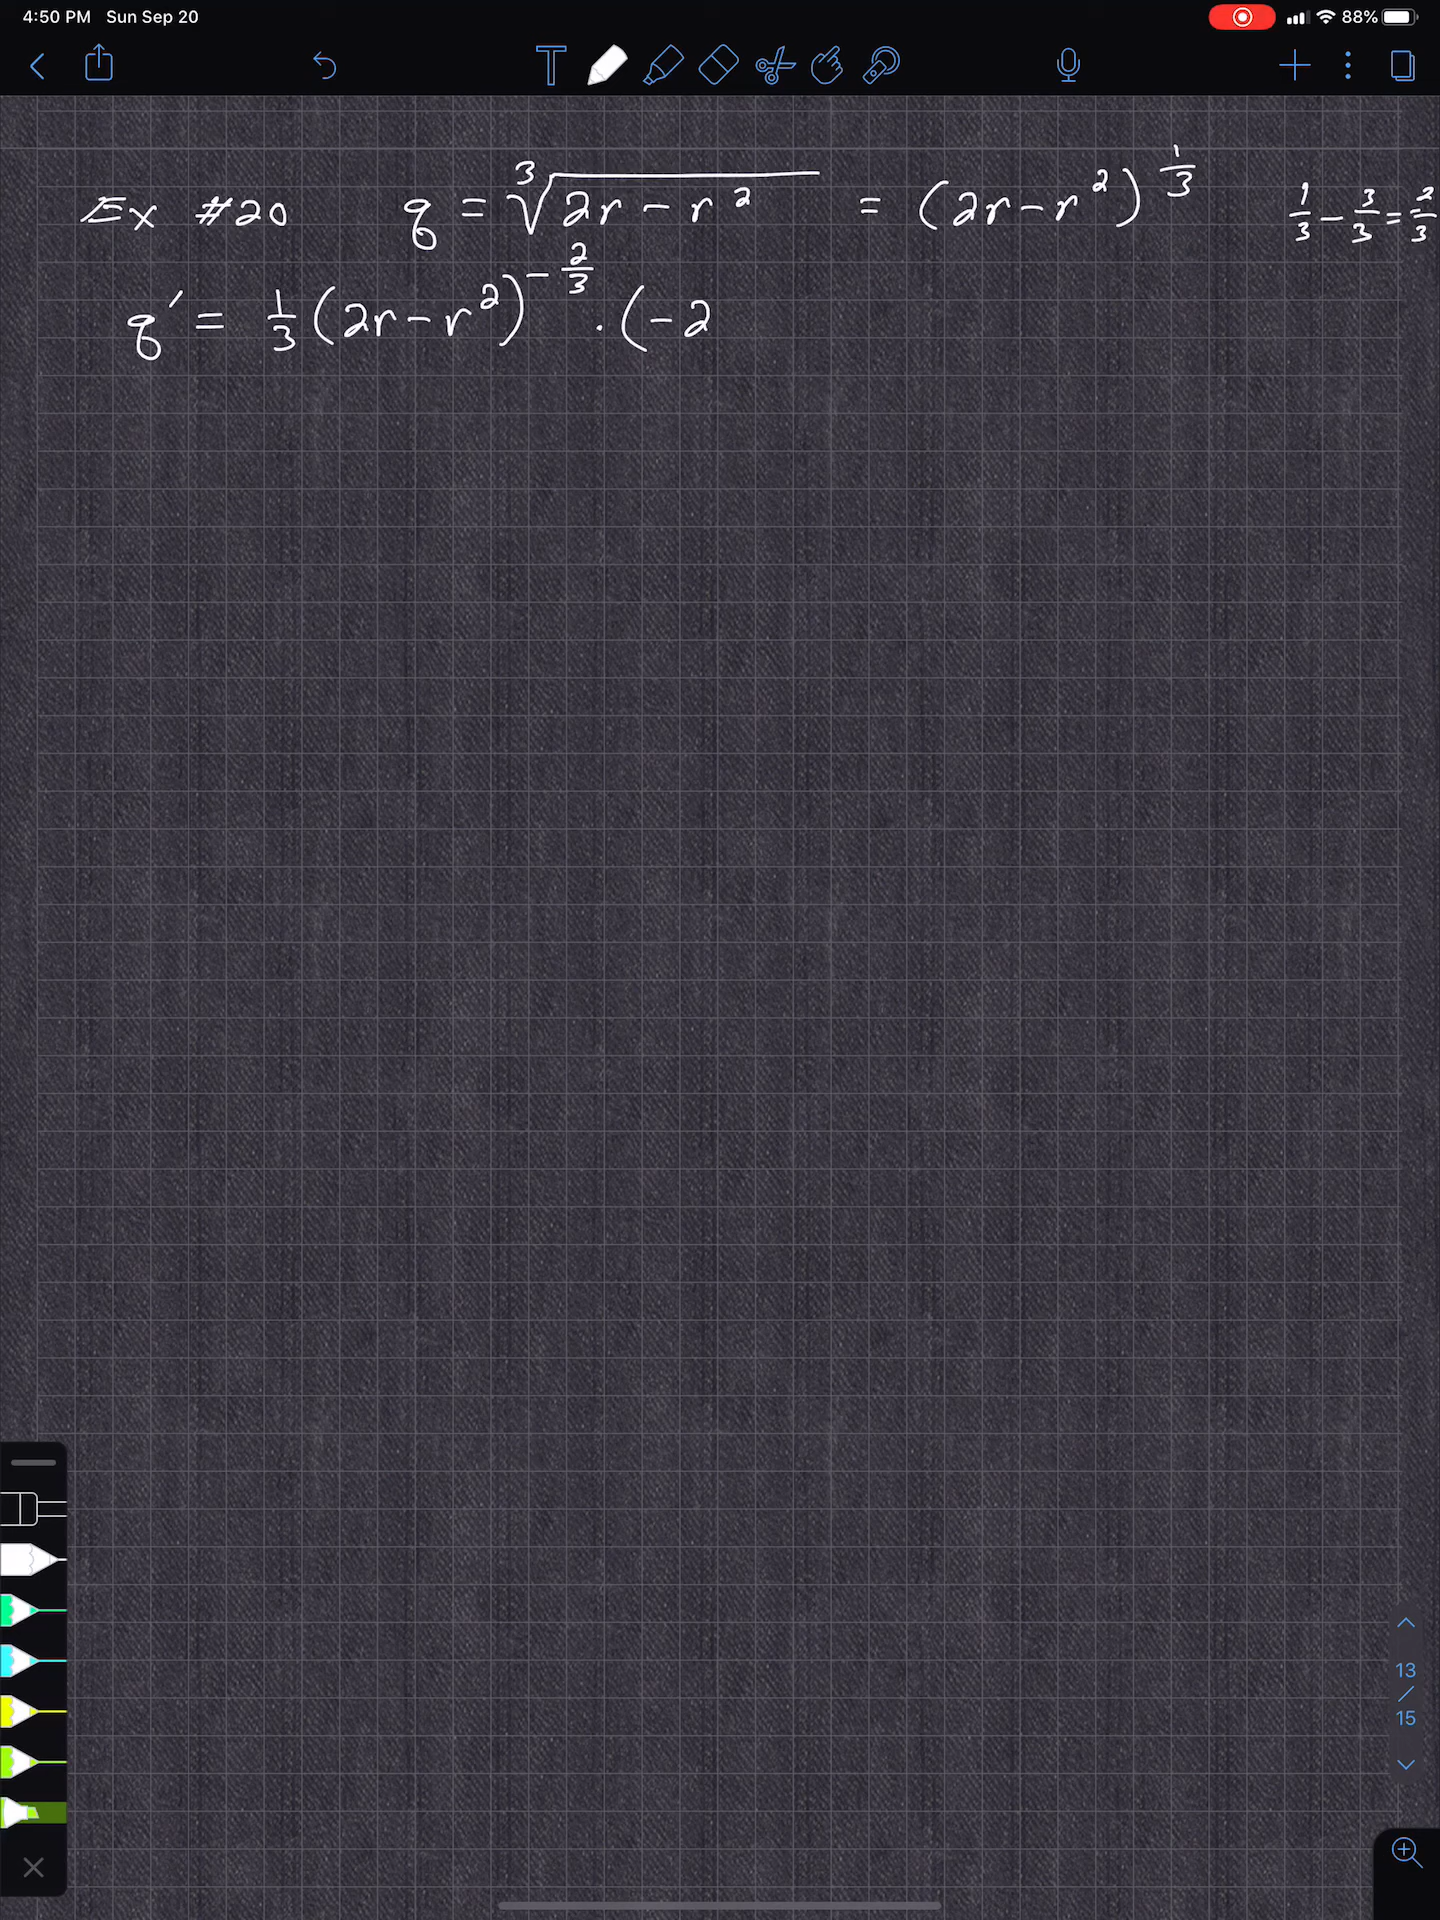 4:50 PM Sun Sep 20 88%
T
Ex #20 q = ∛(2r − r²) = (2r − r²)^(1/3) 1/3 − 3/3 = −2/3
q' = 1/3 (2r − r²)^(−2/3) · (−2
13
/
15